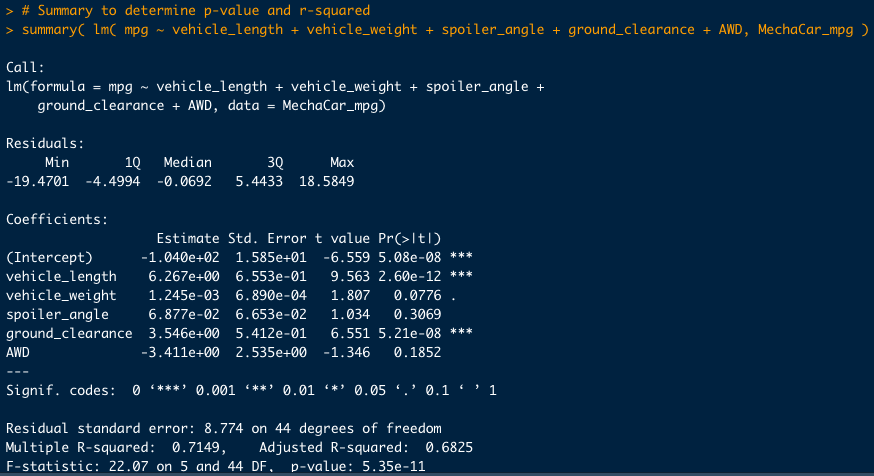 > # Summary to determine p-value and r-squared
> summary( lm( mpg ~ vehicle_length + vehicle_weight + spoiler_angle + ground_clearance + AWD, MechaCar_mpg )
Call:
lm(formula = mpg ~ vehicle_length + vehicle_weight + spoiler_angle +
    ground_clearance + AWD, data = MechaCar_mpg)
Residuals:
     Min       1Q   Median       3Q      Max
-19.4701  -4.4994  -0.0692   5.4433  18.5849
Coefficients:
                   Estimate Std. Error t value Pr(>|t|)
(Intercept)      -1.040e+02  1.585e+01  -6.559 5.08e-08 ***
vehicle_length    6.267e+00  6.553e-01   9.563 2.60e-12 ***
vehicle_weight    1.245e-03  6.890e-04   1.807   0.0776 .
spoiler_angle     6.877e-02  6.653e-02   1.034   0.3069
ground_clearance  3.546e+00  5.412e-01   6.551 5.21e-08 ***
AWD              -3.411e+00  2.535e+00  -1.346   0.1852
---
Signif. codes:  0 ‘***’ 0.001 ‘**’ 0.01 ‘*’ 0.05 ‘.’ 0.1 ‘ ’ 1
Residual standard error: 8.774 on 44 degrees of freedom
Multiple R-squared:  0.7149,    Adjusted R-squared:  0.6825
F-statistic: 22.07 on 5 and 44 DF,  p-value: 5.35e-11